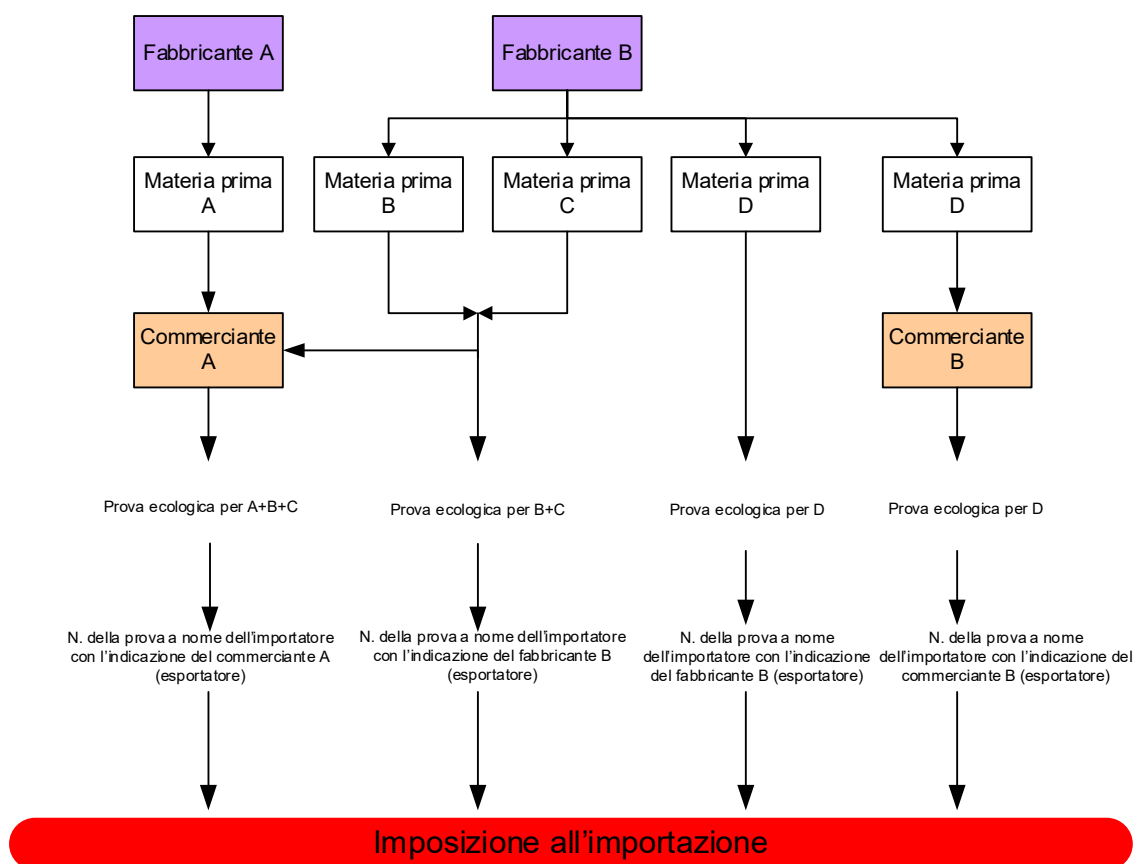 Fabbricante A
Fabbricante B
Materia prima
A
Materia prima
B
Materia prima
C
Materia prima
D
Materia prima
D
Commerciante
A
Commerciante
B
Prova ecologica per A+B+C
Prova ecologica per B+C
Prova ecologica per D
Prova ecologica per D
N. della prova a nome dell’importatore
con l’indicazione del commerciante A
(esportatore)
N. della prova a nome dell’importatore
con l’indicazione del fabbricante B
(esportatore)
N. della prova a nome
dell’importatore con l’indicazione
del fabbricante B (esportatore)
N. della prova a nome
dell’importatore con l’indicazione del
commerciante B (esportatore)
Imposizione all’importazione